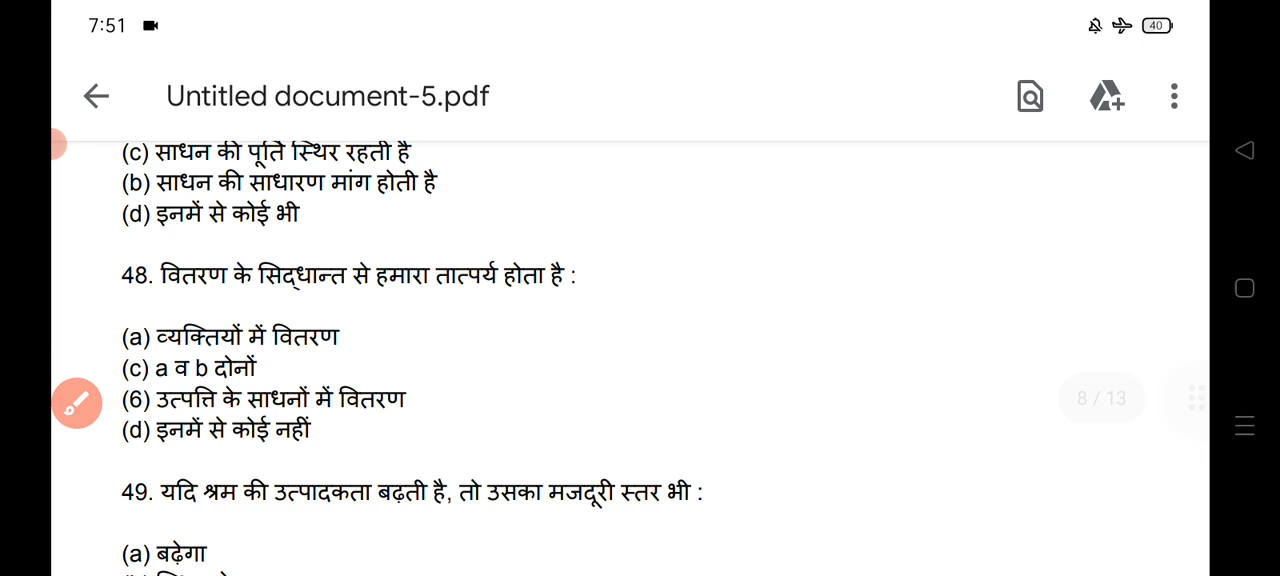 7:51
40
Untitled document-5.pdf
(c) साधन की पूर्ति स्थिर रहती है
(b) साधन की साधारण मांग होती है
(d) इनमें से कोई भी
48. वितरण के सिद्धान्त से हमारा तात्पर्य होता है :
(a) व्यक्तियों में वितरण
(c) a व b दोनों
(6) उत्पत्ति के साधनों में वितरण
8 / 13
(d) इनमें से कोई नहीं
49. यदि श्रम की उत्पादकता बढ़ती है, तो उसका मजदूरी स्तर भी :
(a) बढ़ेगा